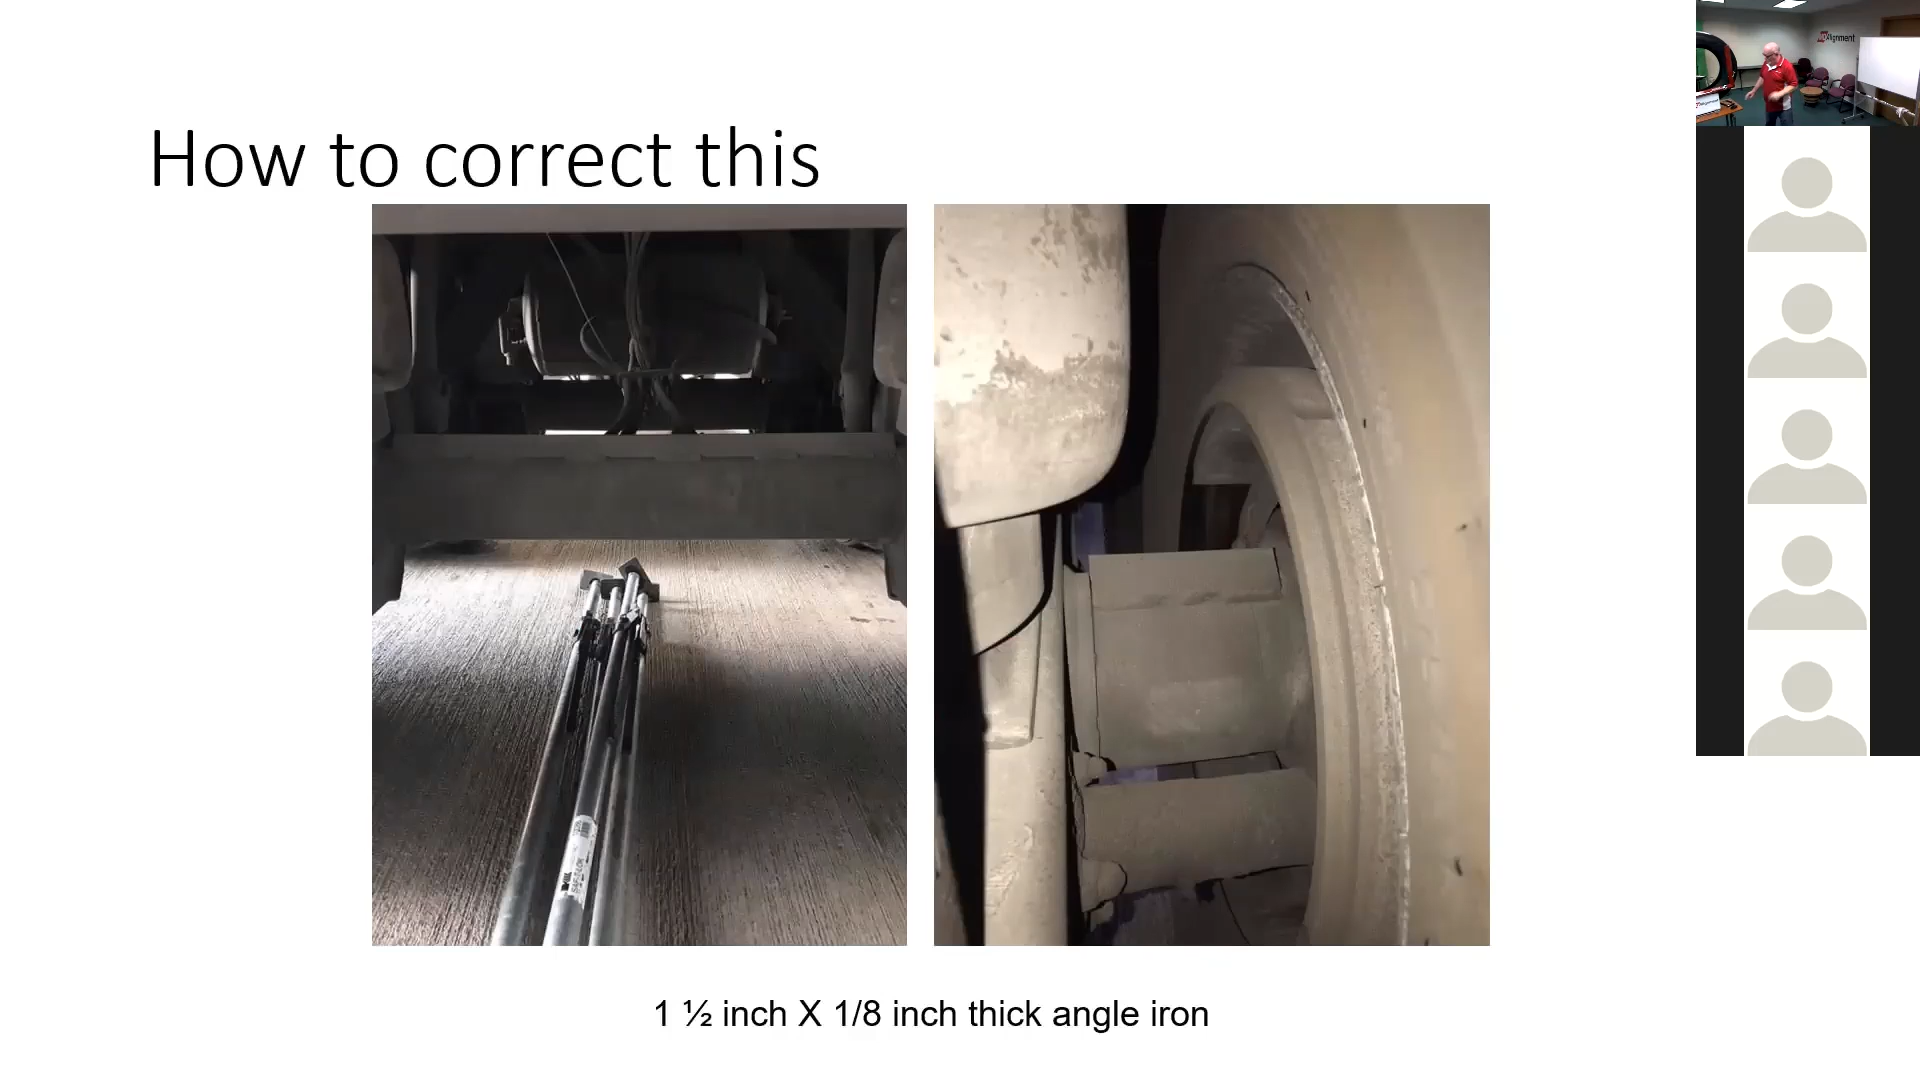 How to correct this
1 ½ inch X 1/8 inch thick angle iron